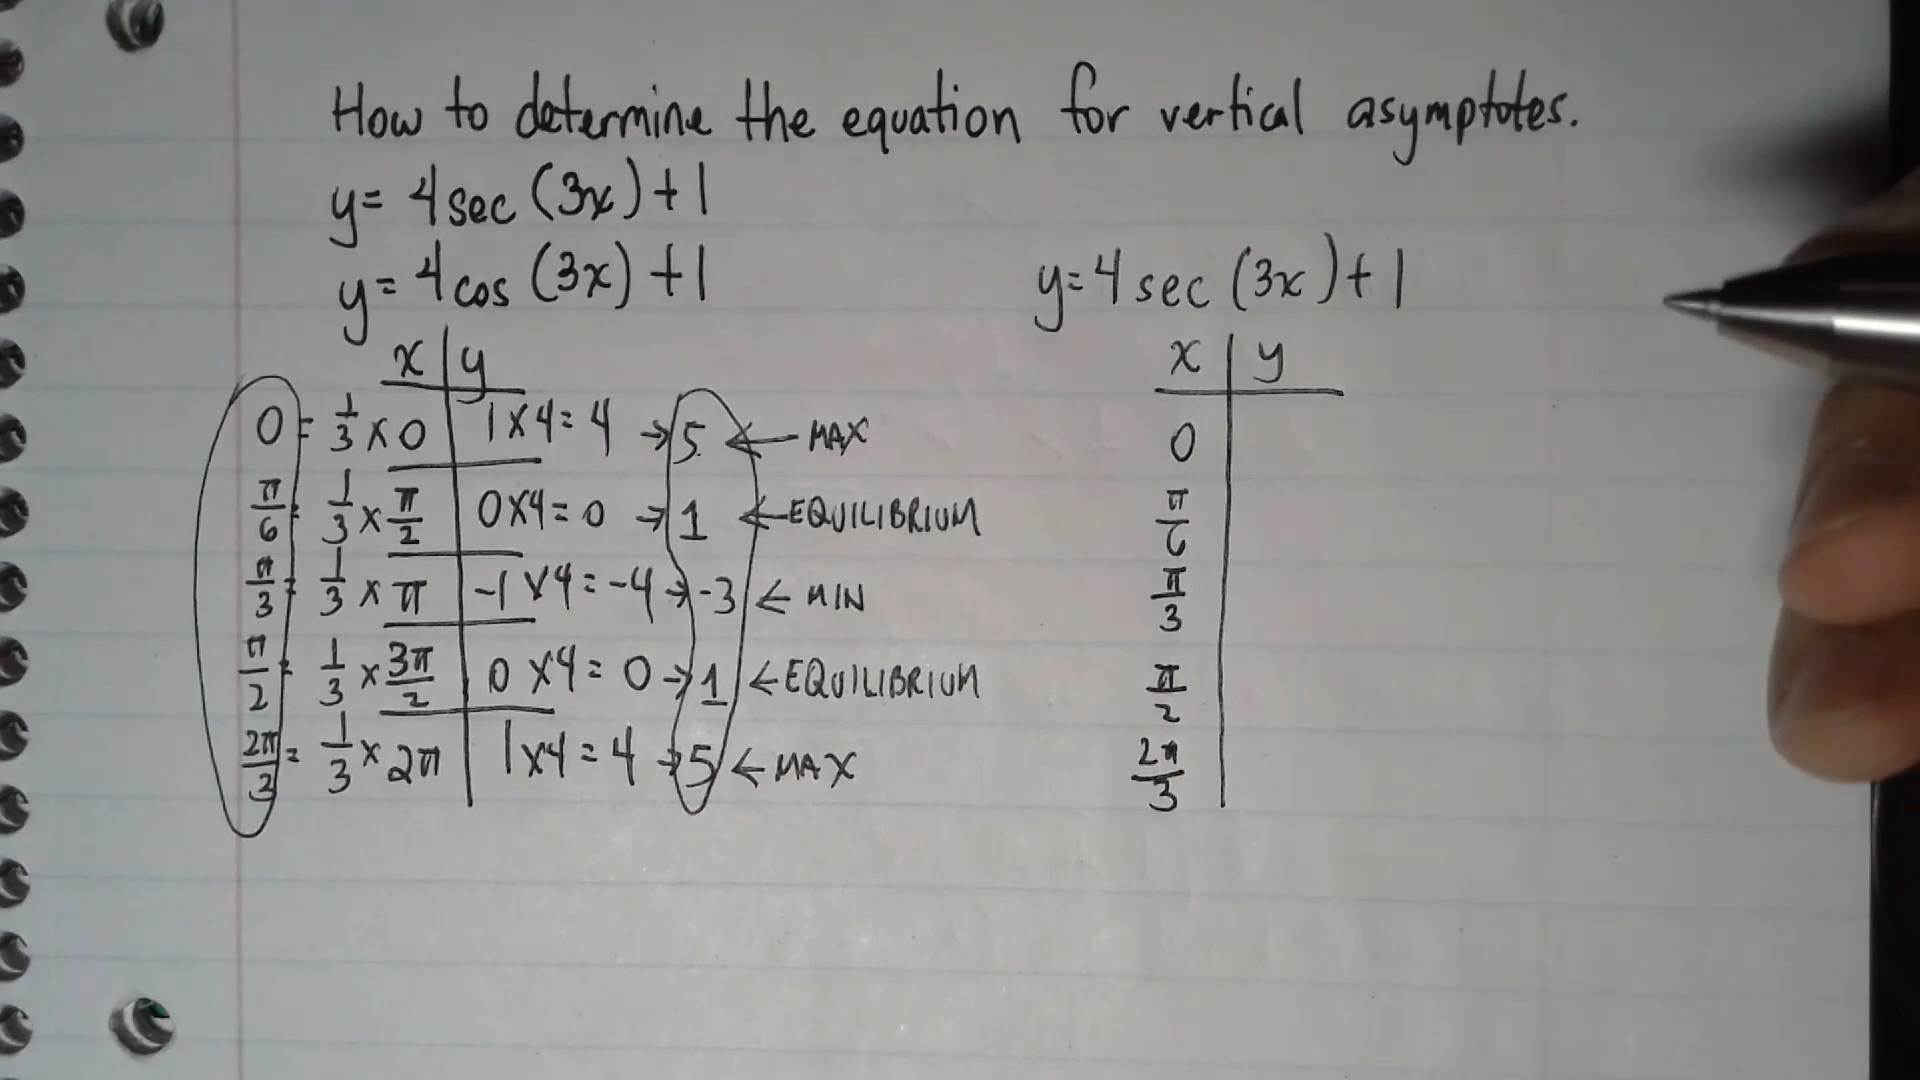 How to determine the equation for vertical asymptotes.
y= 4sec (3x)+1
y= 4cos (3x) +1
x | y
0 = 1/3 x 0 | 1x4= 4 → 5 ← MAX
π/6 = 1/3 x π/2 | 0x4= 0 → 1 ← EQUILIBRIUM
π/3 = 1/3 x π | -1 x4= -4 → -3 ← MIN
π/2 = 1/3 x 3π/2 | 0 x4= 0 → 1 ← EQUILIBRIUM
2π/3 = 1/3 x 2π | 1x4= 4 → 5 ← MAX
y=4sec (3x)+1
x | y
0
π/6
π/3
π/2
2π/3